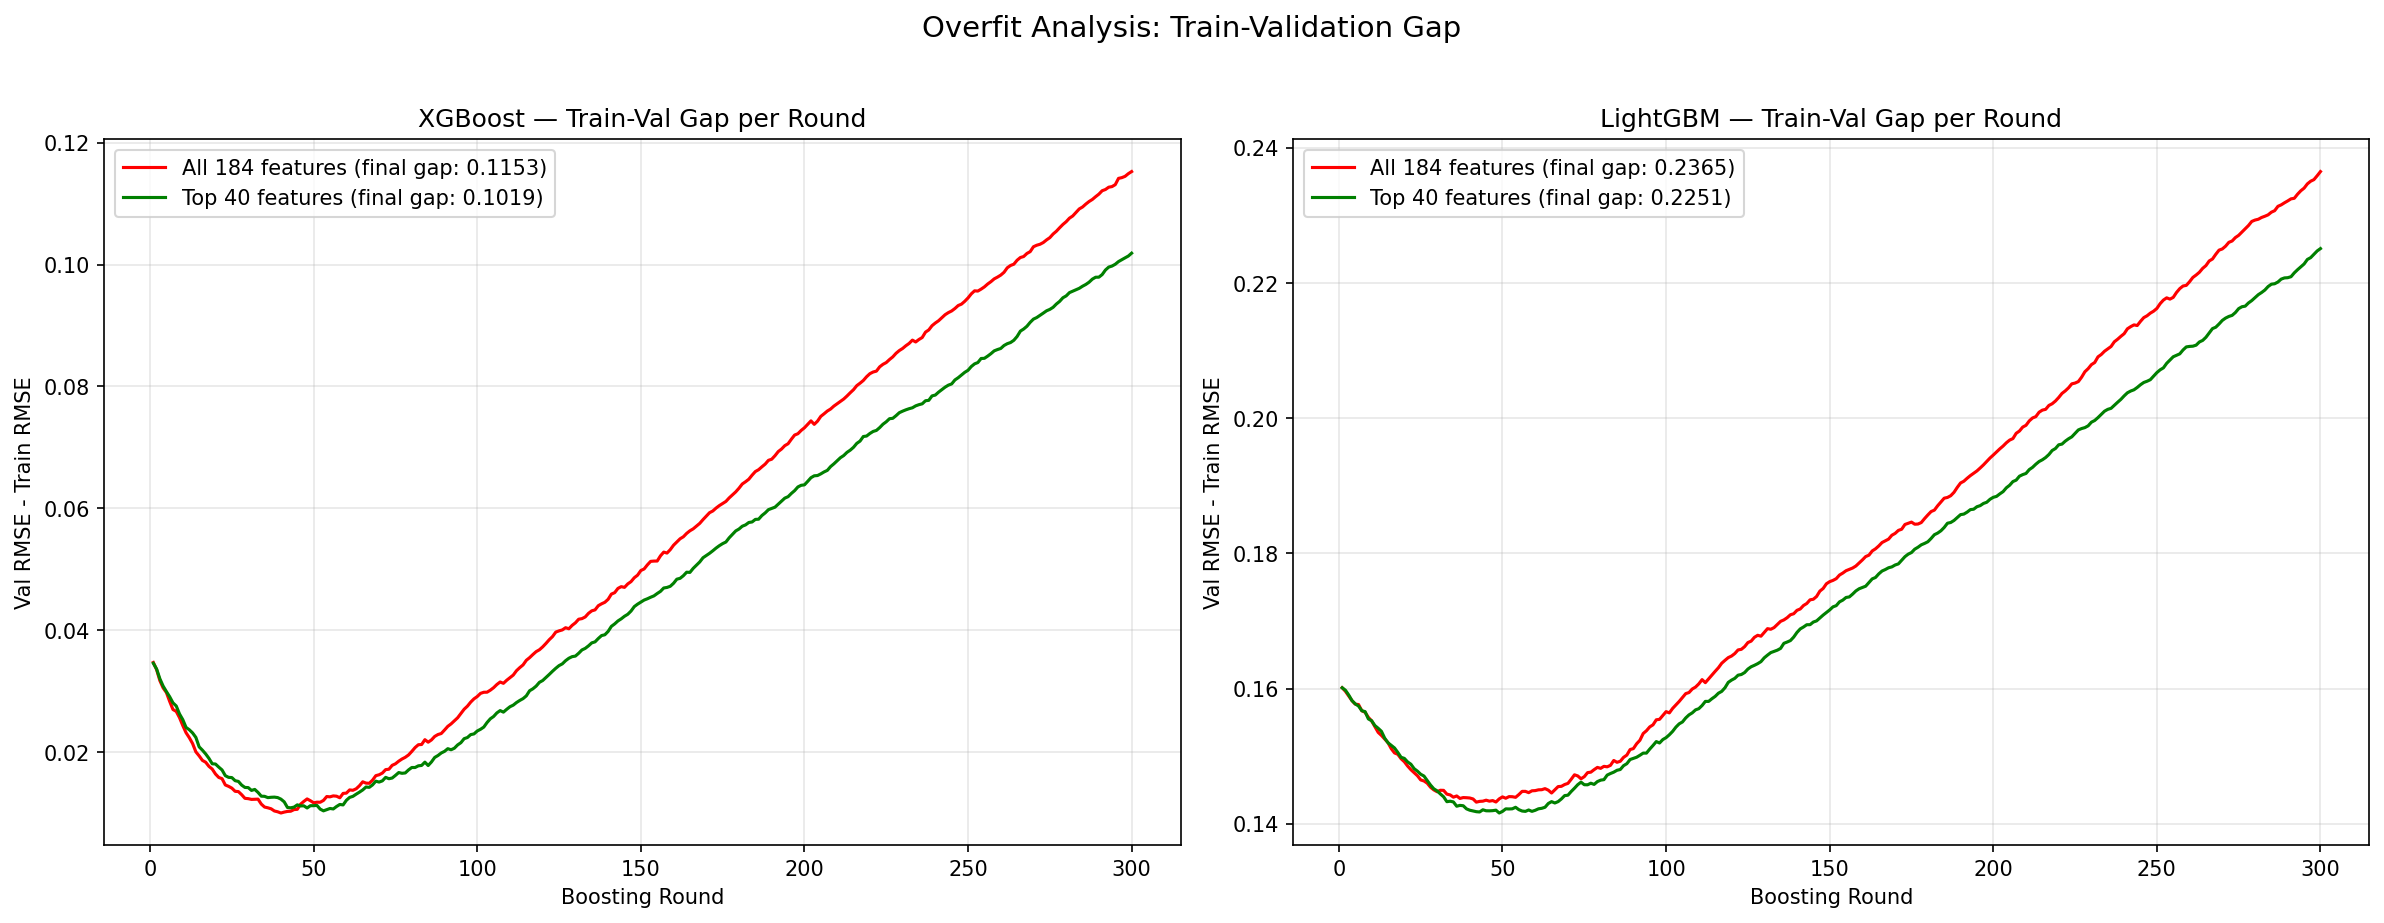 Overfit Analysis: Train-Validation Gap
XGBoost — Train-Val Gap per Round
All 184 features (final gap: 0.1153)
Top 40 features (final gap: 0.1019)
Val RMSE - Train RMSE
0.12
0.10
0.08
0.06
0.04
0.02
0 50 100 150 200 250 300
Boosting Round
LightGBM — Train-Val Gap per Round
All 184 features (final gap: 0.2365)
Top 40 features (final gap: 0.2251)
Val RMSE - Train RMSE
0.24
0.22
0.20
0.18
0.16
0.14
0 50 100 150 200 250 300
Boosting Round